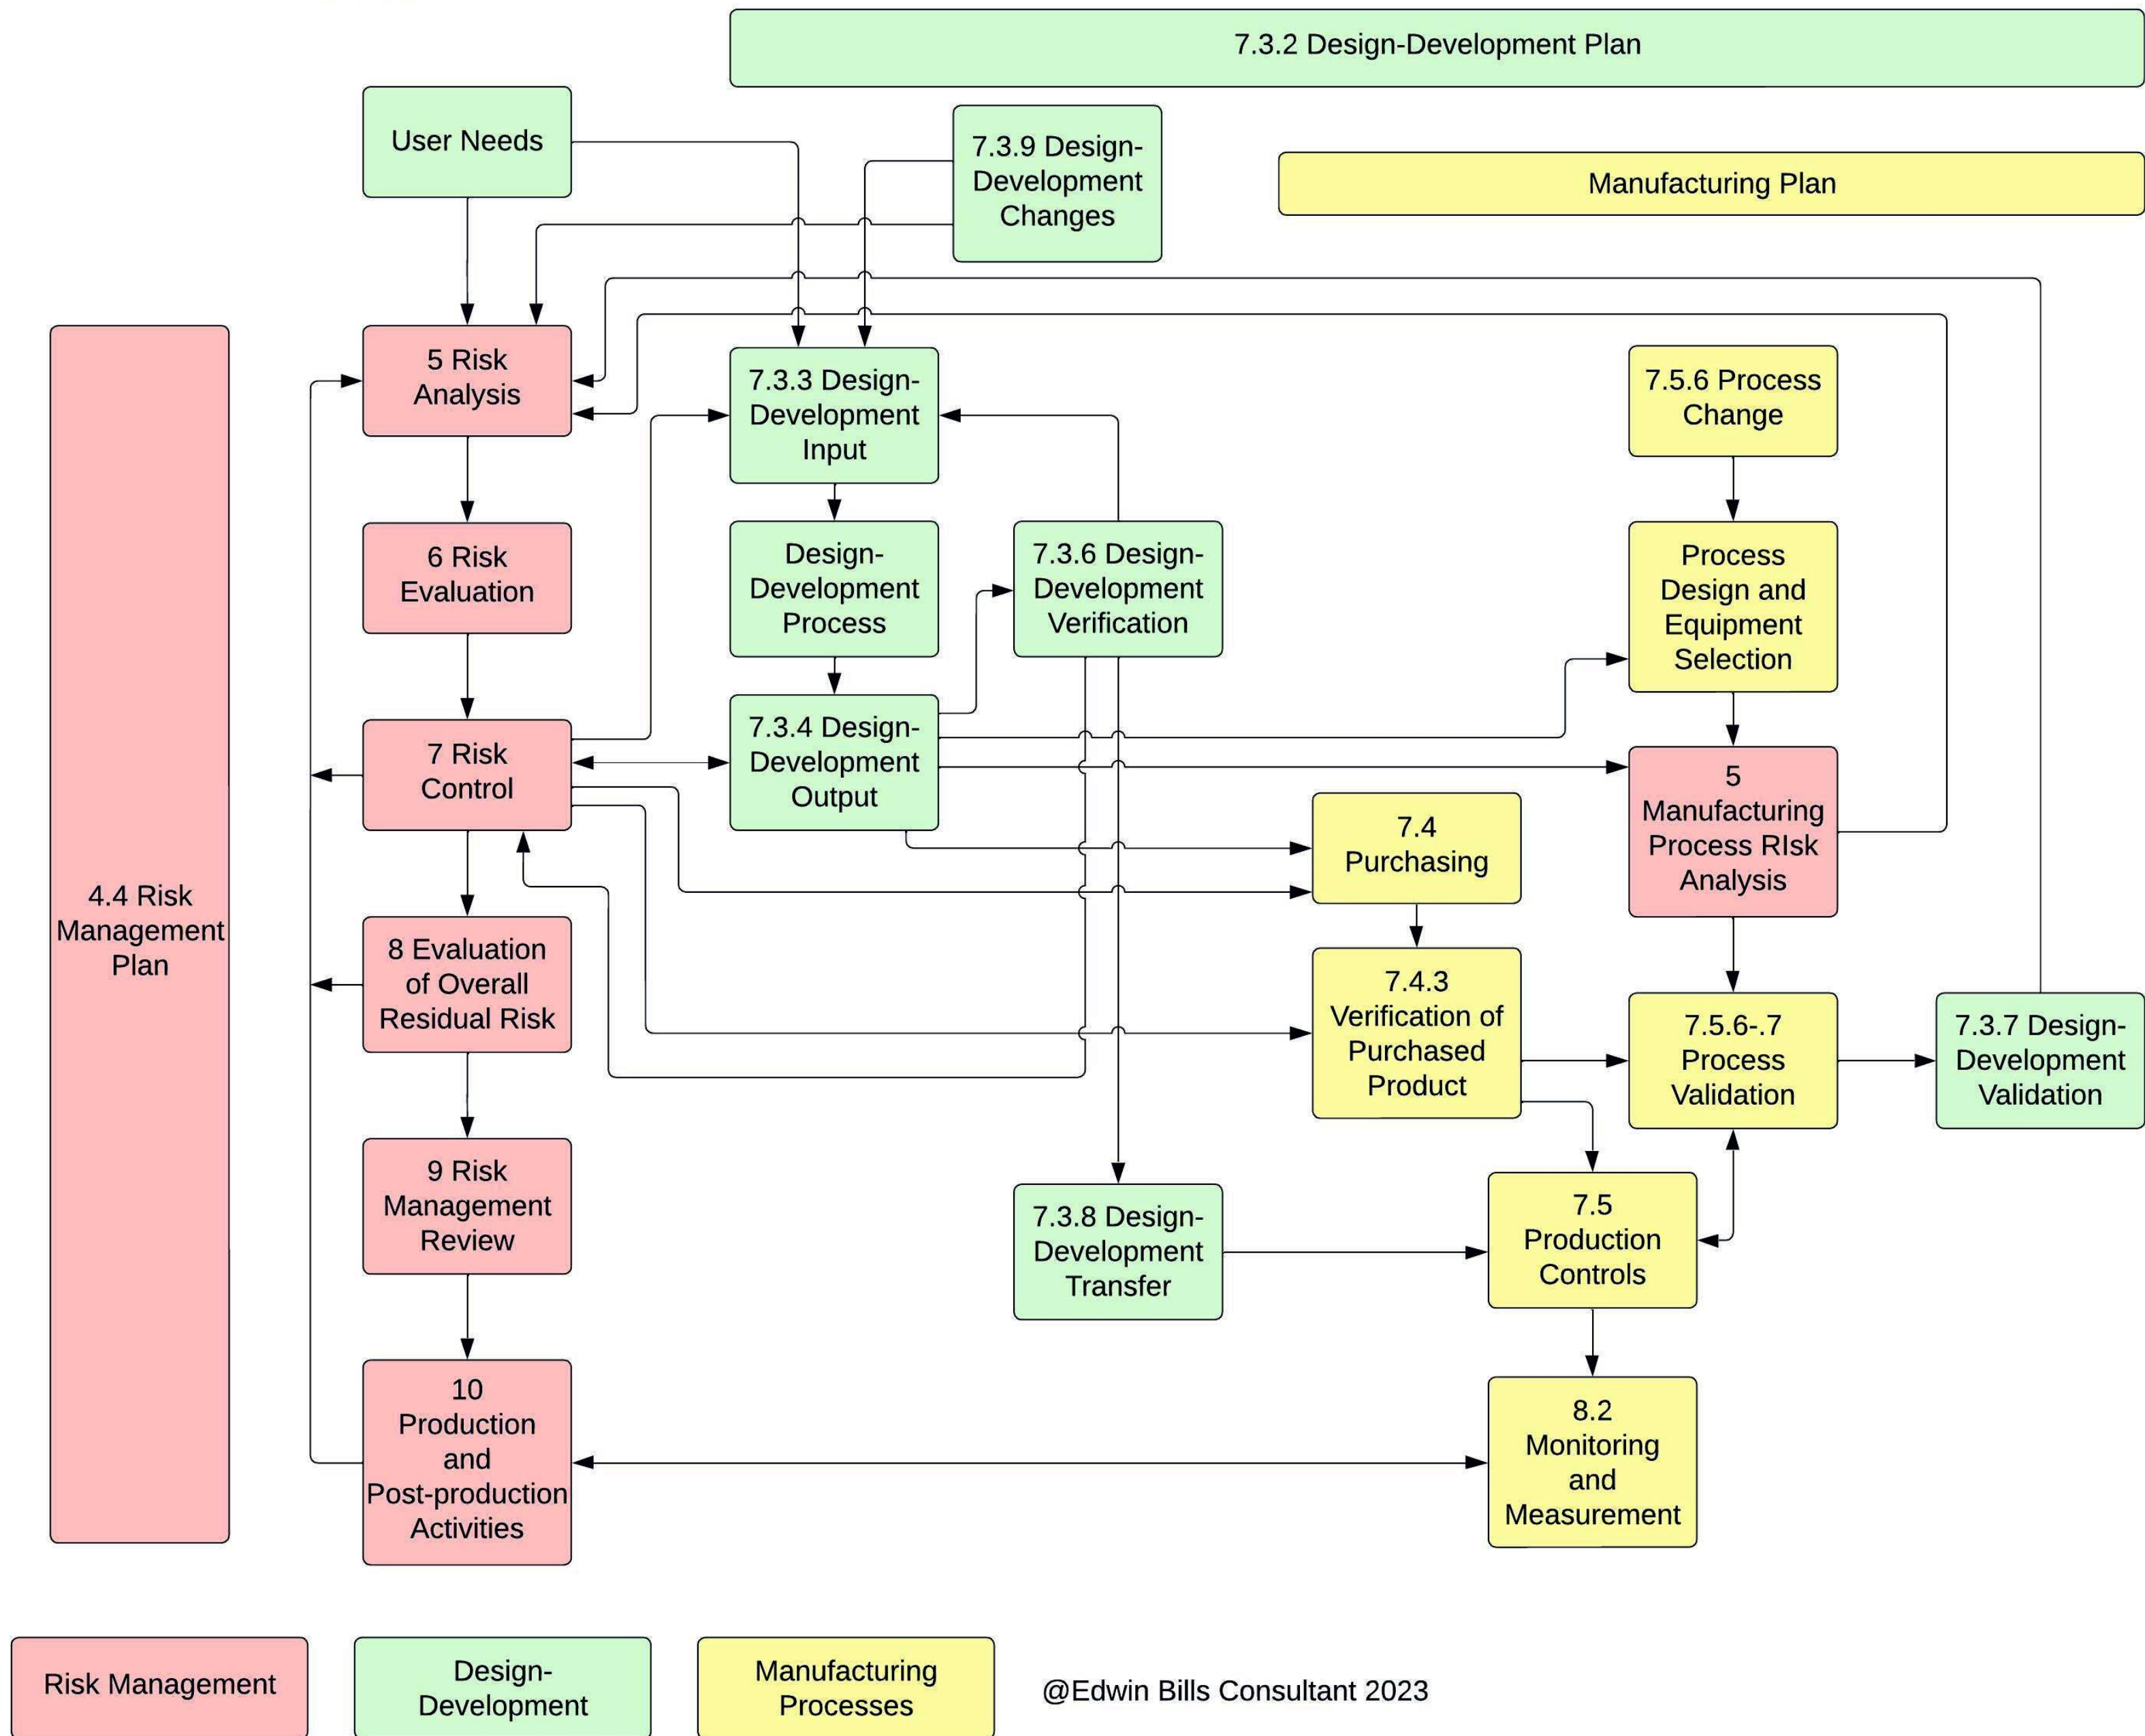 7.3.2 Design-Development Plan
User Needs
7.3.9 Design-
Development
Changes
Manufacturing Plan
5 Risk
Analysis
7.3.3 Design-
Development
Input
7.5.6 Process
Change
6 Risk
Evaluation
Design-
Development
Process
7.3.6 Design-
Development
Verification
Process
Design and
Equipment
Selection
7 Risk
Control
7.3.4 Design-
Development
Output
5
Manufacturing
Process RIsk
Analysis
7.4
Purchasing
4.4 Risk
Management
Plan
8 Evaluation
of Overall
Residual Risk
7.4.3
Verification of
Purchased
Product
7.5.6-.7
Process
Validation
7.3.7 Design-
Development
Validation
9 Risk
Management
Review
7.3.8 Design-
Development
Transfer
7.5
Production
Controls
10
Production
and
Post-production
Activities
8.2
Monitoring
and
Measurement
Risk Management
Design-
Development
Manufacturing
Processes
@Edwin Bills Consultant 2023